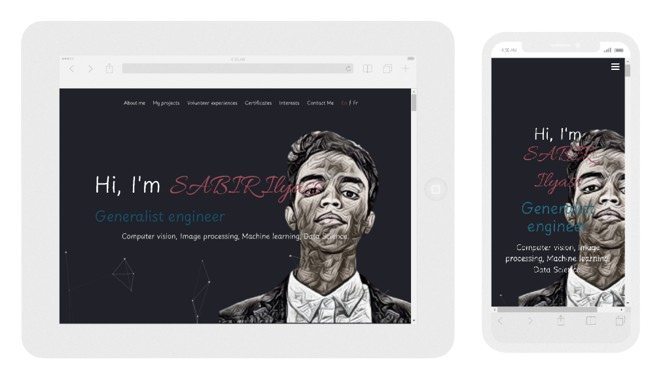 About me My projects Volunteer experiences Certificates Interests Contact Me En | Fr
Hi, I'm SABIR Ilyass
Generalist engineer
Computer vision, Image processing, Machine learning, Data Science.
Hi, I'm
SABIR
Ilyass
Generalist
engineer
Computer vision, Image
processing, Machine learning,
Data Science.